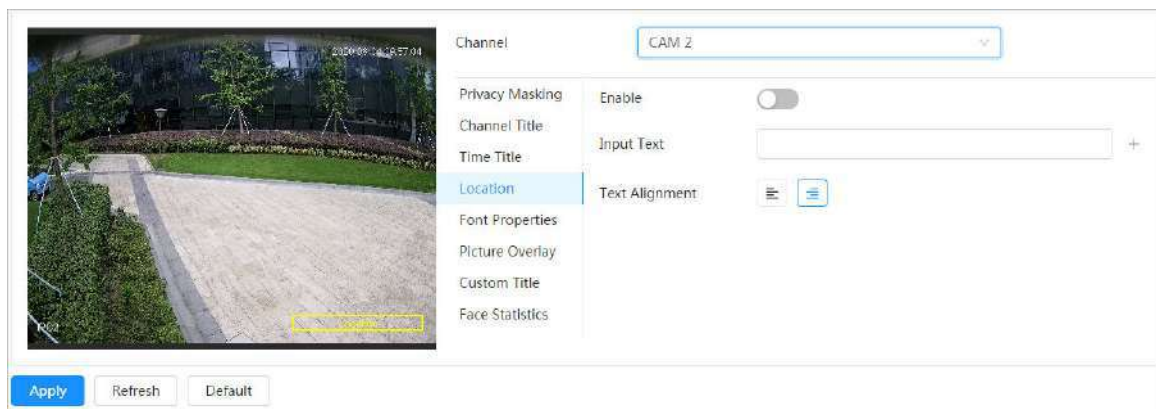 Channel
CAM 2
Privacy Masking
Channel Title
Time Title
Location
Font Properties
Picture Overlay
Custom Title
Face Statistics
Enable
Input Text
+
Text Alignment
Apply
Refresh
Default